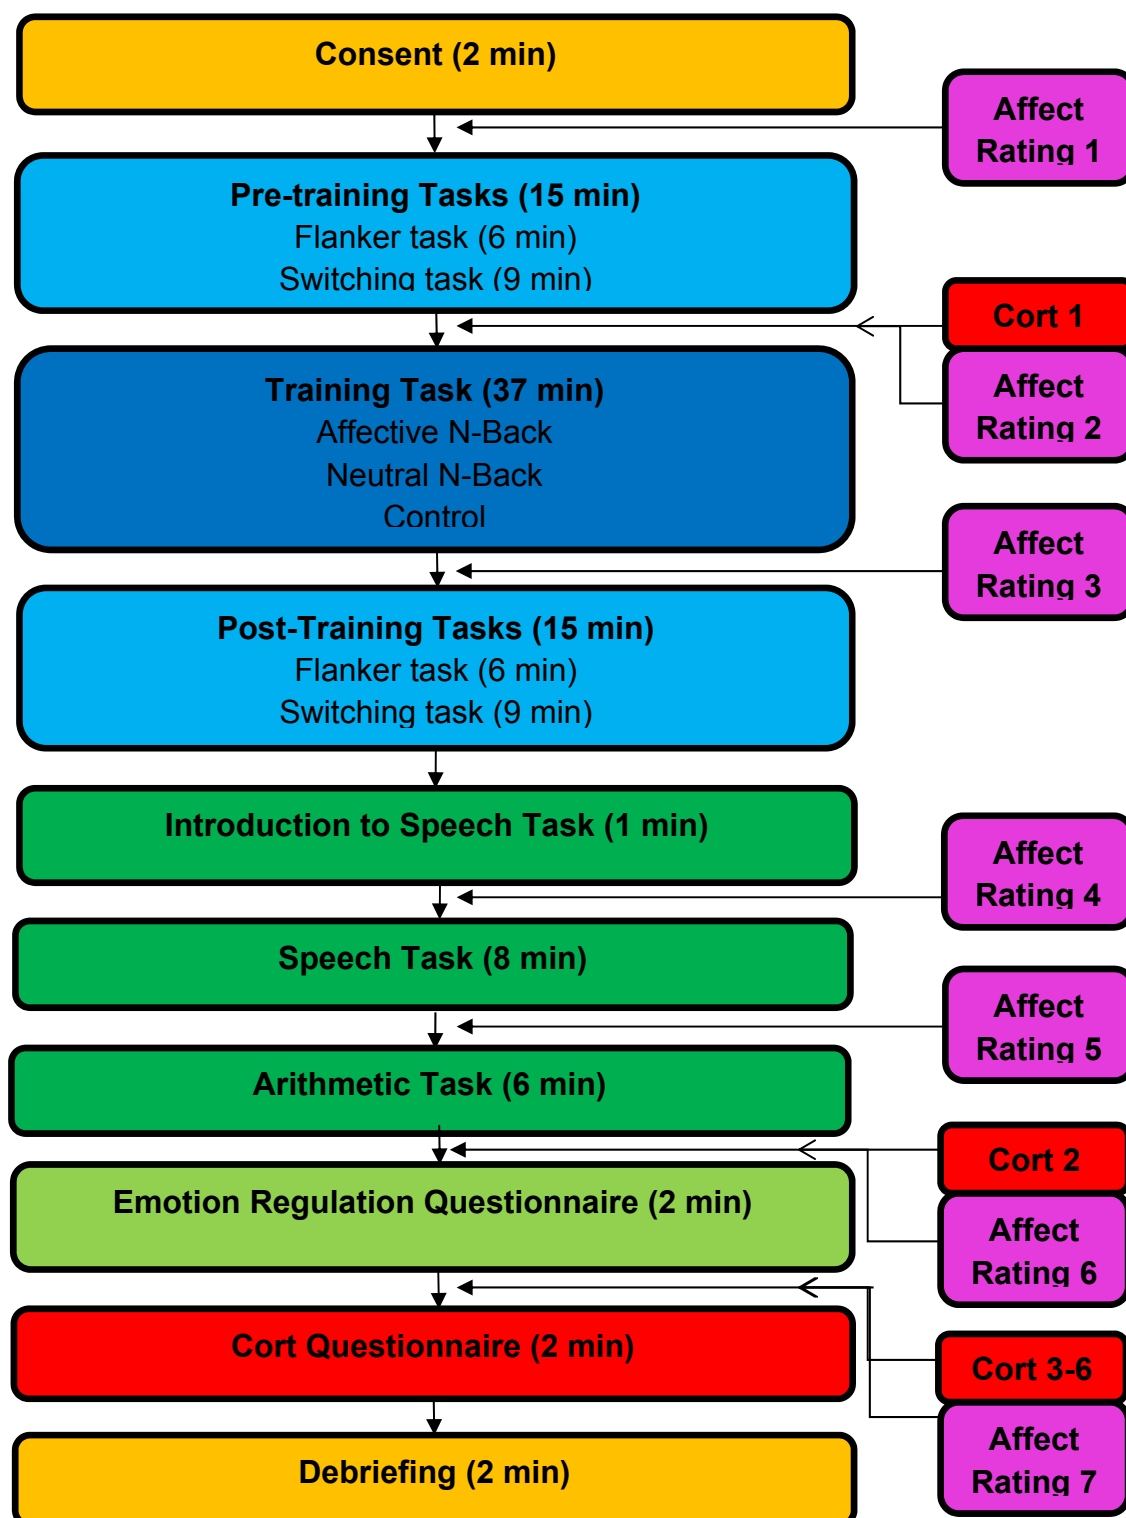 Consent (2 min)
Affect
Rating 1
Pre-training Tasks (15 min)
Flanker task (6 min)
Switching task (9 min)
Cort 1
Affect
Rating 2
Training Task (37 min)
Affective N-Back
Neutral N-Back
Control
Affect
Rating 3
Post-Training Tasks (15 min)
Flanker task (6 min)
Switching task (9 min)
Introduction to Speech Task (1 min)
Affect
Rating 4
Speech Task (8 min)
Affect
Rating 5
Arithmetic Task (6 min)
Cort 2
Affect
Rating 6
Emotion Regulation Questionnaire (2 min)
Cort Questionnaire (2 min)
Cort 3-6
Affect
Rating 7
Debriefing (2 min)